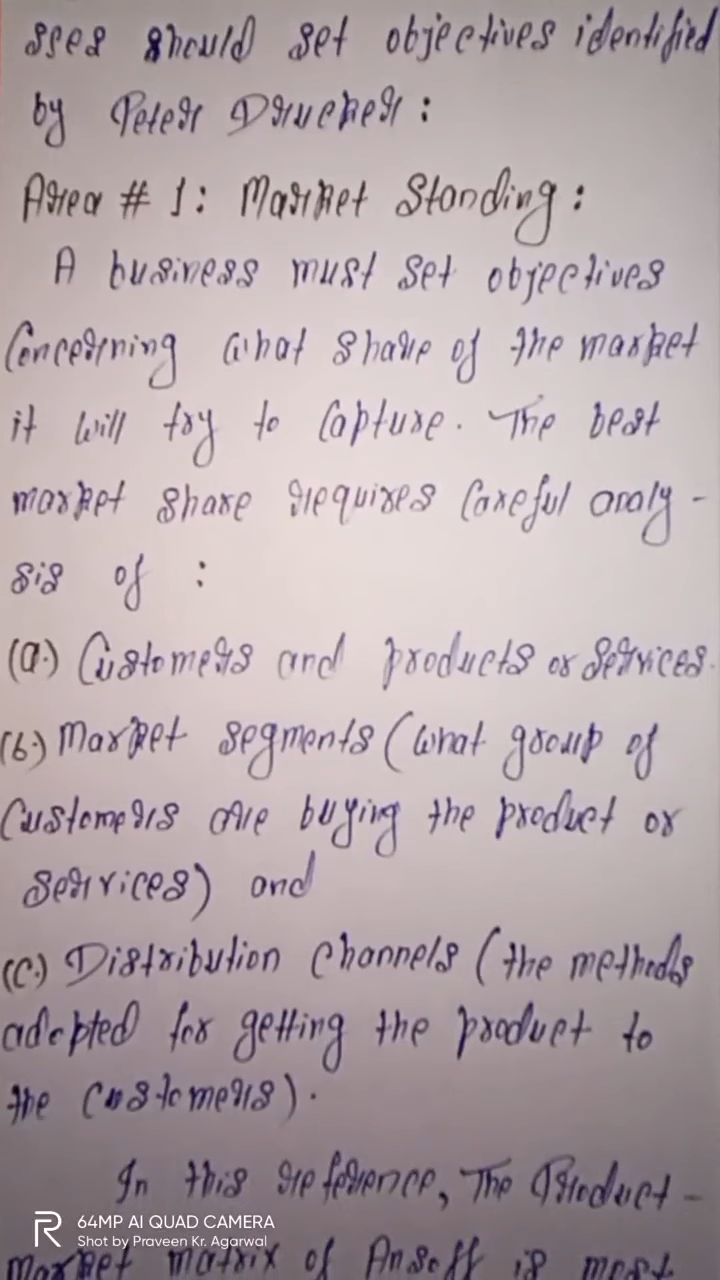 sses should set objectives identified
by Peter Drucker :
Area # 1: Market Standing :
A business must set objectives
Concerning what share of the market
it will try to Capture. The best
market share requires Careful analy-
sis of :
(a.) Customers and products or services.
(b.) Market segments (what group of
Customers are buying the product or
services) and
(C.) Distribution channels (the methods
adopted for getting the product to
the Customers).
In this reference, The Product-
market matrix of Ansoff is most
64MP AI QUAD CAMERA
Shot by Praveen Kr. Agarwal